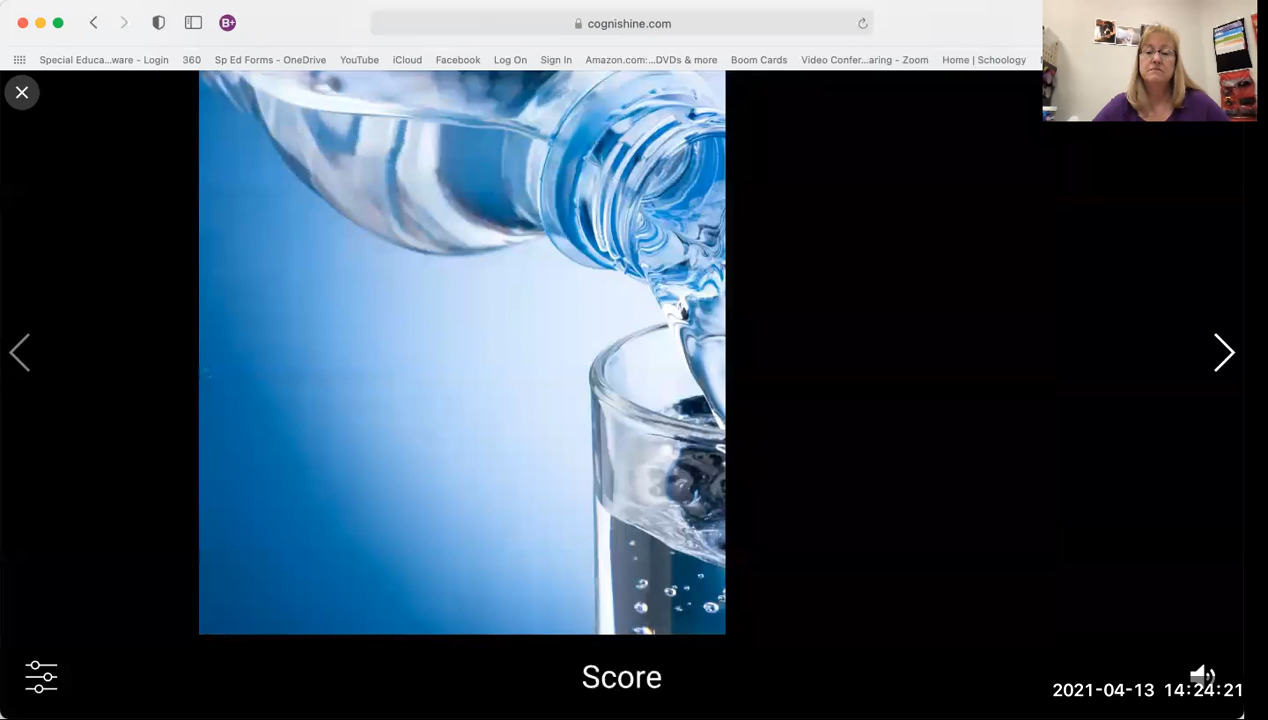 B+
cognishine.com
Special Educa...ware - Login 360 Sp Ed Forms - OneDrive YouTube iCloud Facebook Log On Sign In Amazon.com:...DVDs & more Boom Cards Video Confer...aring - Zoom Home | Schoology
Score
2021-04-13 14:24:21